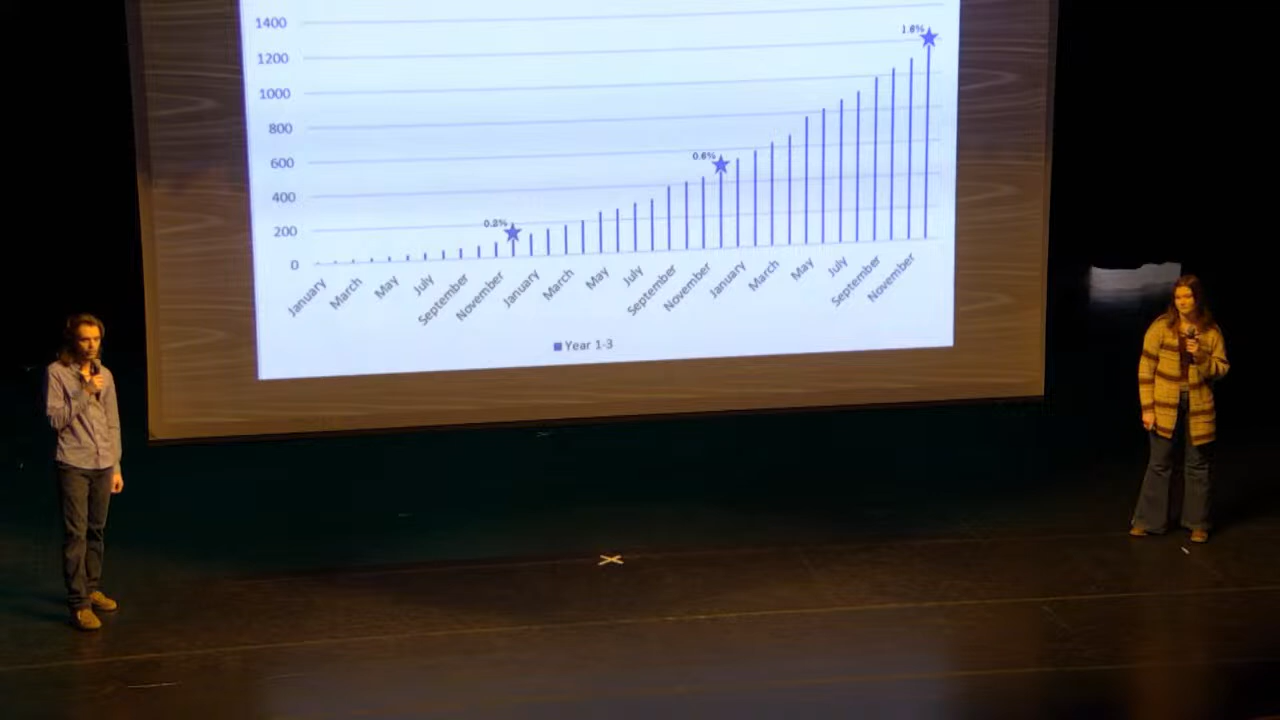 1400
1200
1000
800
600
400
200
0
1.6%
0.6%
0.2%
January
March
May
July
September
November
January
March
May
July
September
November
January
March
May
July
September
November
Year 1-3